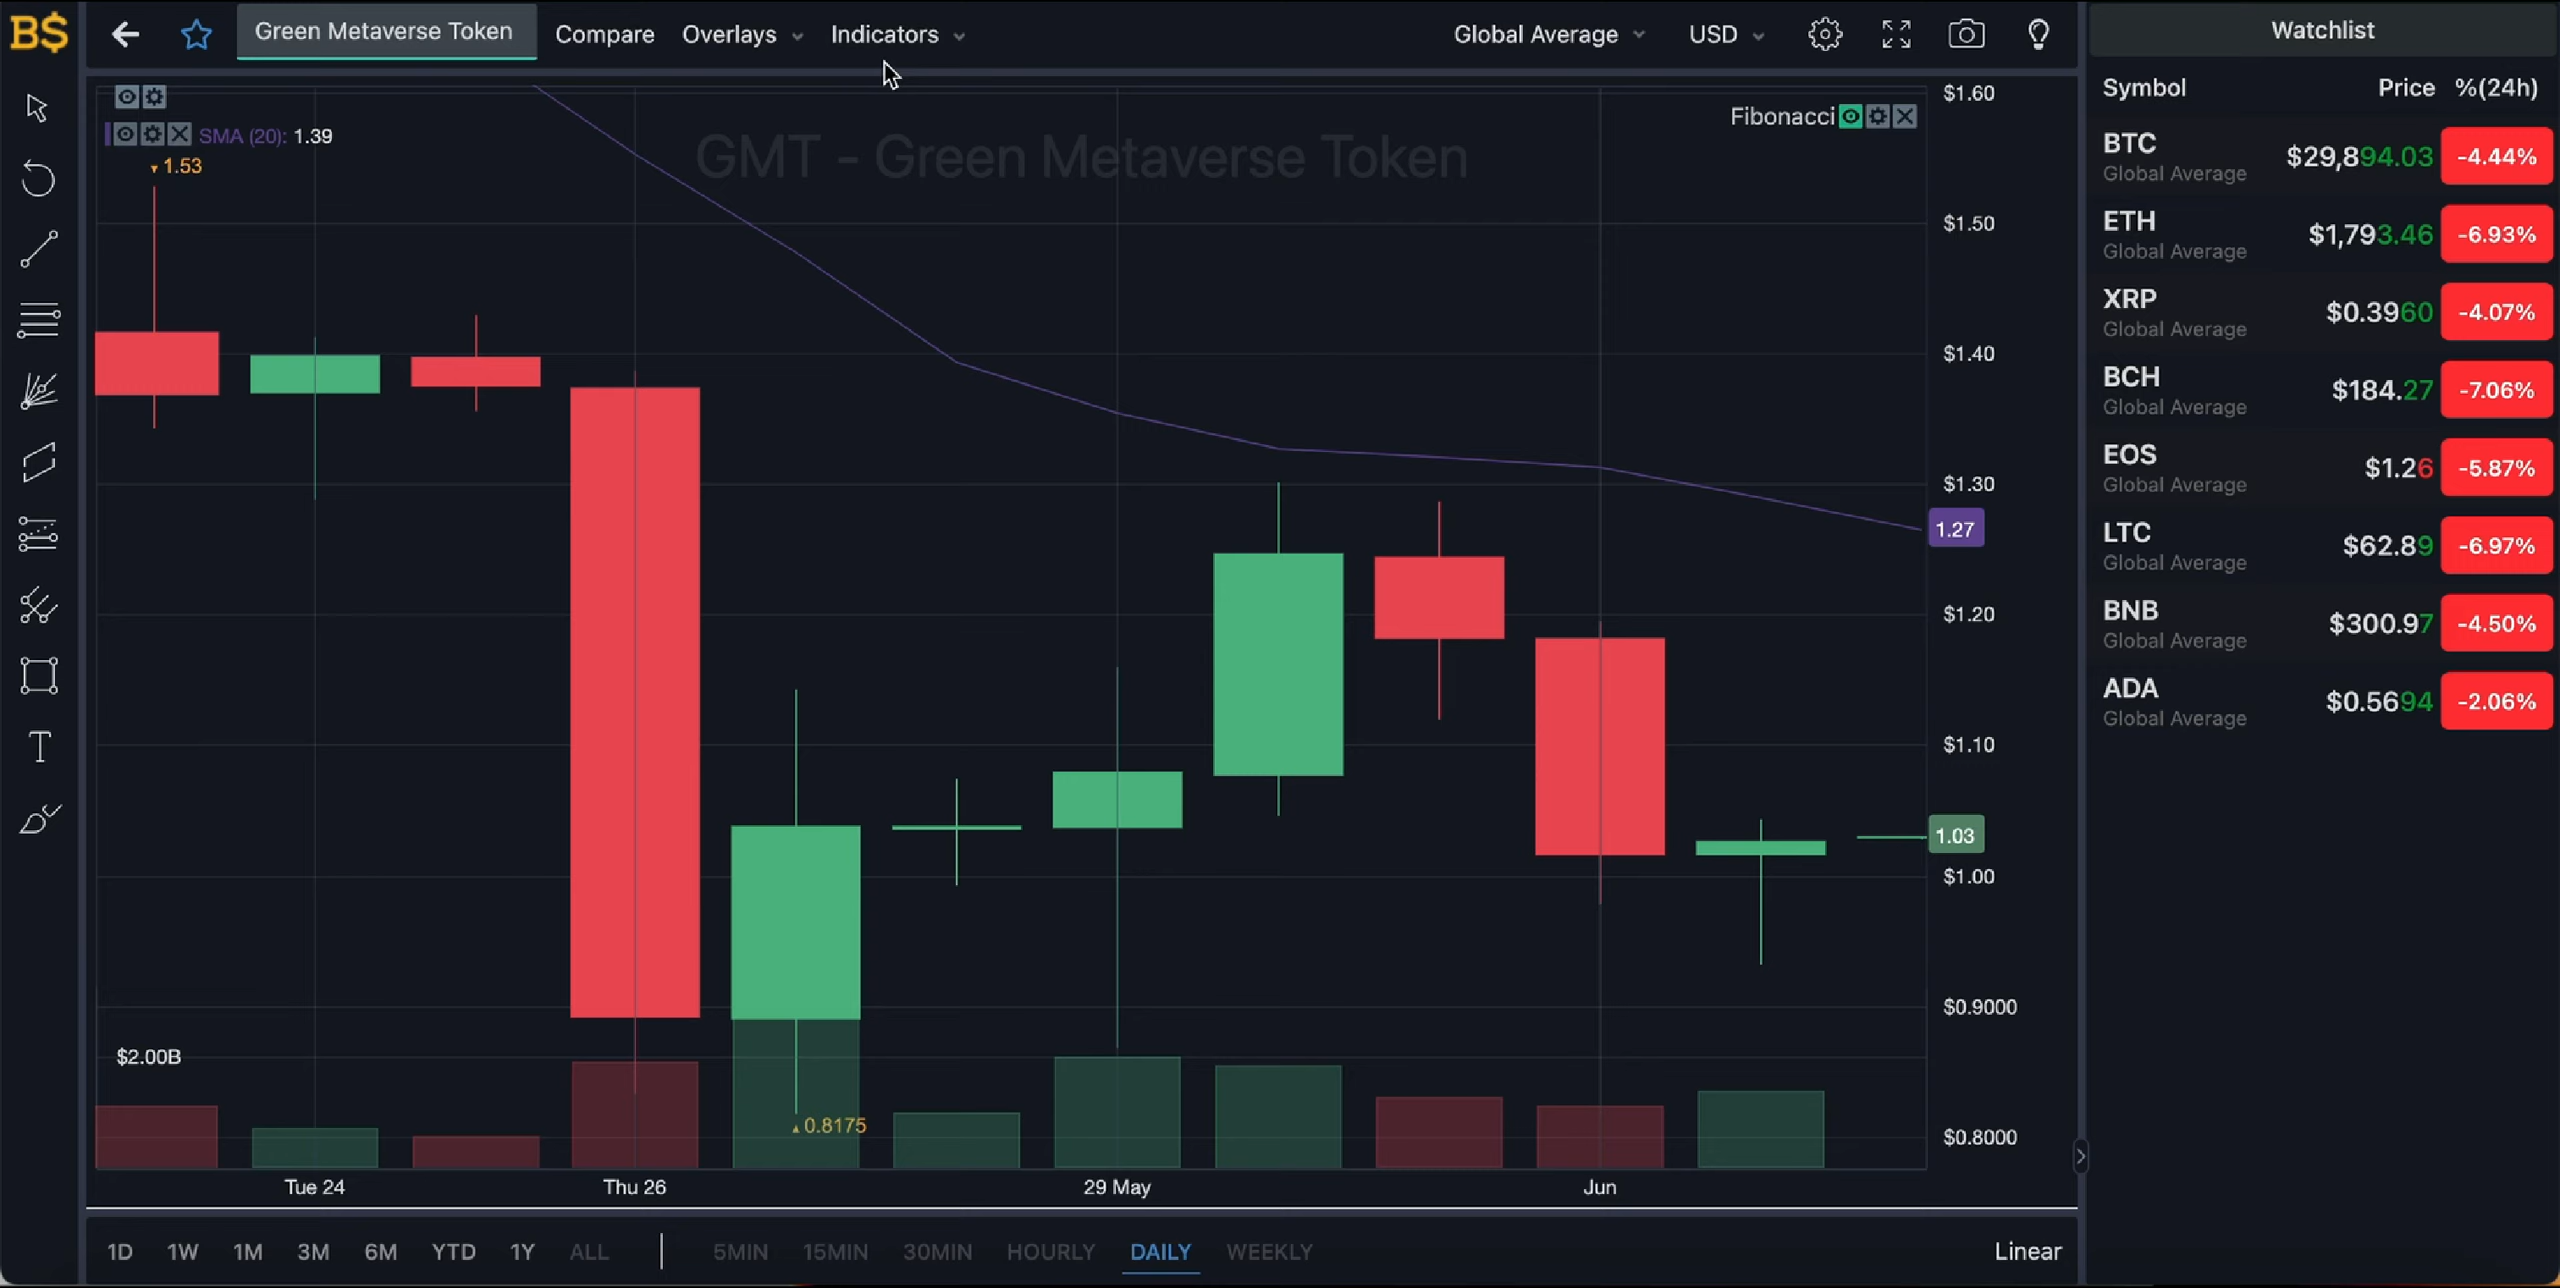 B$
Green Metaverse Token
Compare
Overlays
Indicators
Global Average
USD
SMA (20): 1.39
1.53
GMT - Green Metaverse Token
Fibonacci
$1.60
$1.50
$1.40
$1.30
1.27
$1.20
$1.10
1.03
$1.00
$0.9000
$0.8000
$2.00B
0.8175
Tue 24
Thu 26
29 May
Jun
T
1D 1W 1M 3M 6M YTD 1Y ALL
5MIN 15MIN 30MIN HOURLY DAILY WEEKLY
Linear
Watchlist
Symbol Price %(24h)
BTC $29,894.03 -4.44%
Global Average
ETH $1,793.46 -6.93%
Global Average
XRP $0.3960 -4.07%
Global Average
BCH $184.27 -7.06%
Global Average
EOS $1.26 -5.87%
Global Average
LTC $62.89 -6.97%
Global Average
BNB $300.97 -4.50%
Global Average
ADA $0.5694 -2.06%
Global Average